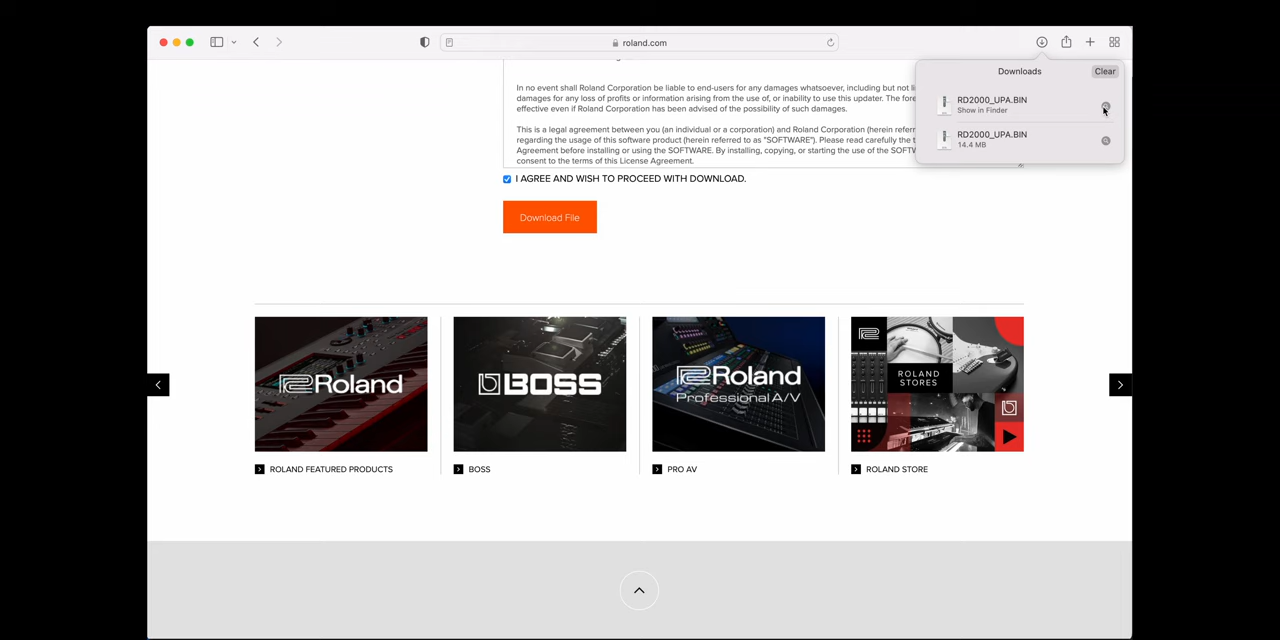 roland.com
Downloads
Clear
RD2000_UPA.BIN
Show in Finder
RD2000_UPA.BIN
14.4 MB
In no event shall Roland Corporation be liable to end-users for any damages whatsoever, including but not li
damages for any loss of profits or information arising from the use of, or inability to use this updater. The fore
effective even if Roland Corporation has been advised of the possibility of such damages.
This is a legal agreement between you (an individual or a corporation) and Roland Corporation (herein referr
regarding the usage of this software product (herein referred to as "SOFTWARE"). Please read carefully the t
Agreement before installing or using the SOFTWARE. By installing, copying, or starting the use of the SOFTW
consent to the terms of this License Agreement.
I AGREE AND WISH TO PROCEED WITH DOWNLOAD.
Download File
Roland
BOSS
Roland
Professional A/V
ROLAND
STORES
ROLAND FEATURED PRODUCTS
BOSS
PRO AV
ROLAND STORE